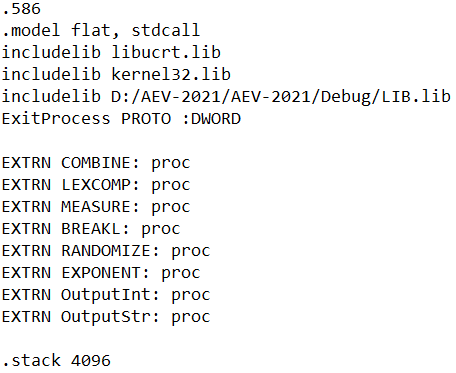 .586
.model flat, stdcall
includelib libucrt.lib
includelib kernel32.lib
includelib D:/AEV-2021/AEV-2021/Debug/LIB.lib
ExitProcess PROTO :DWORD
EXTRN COMBINE: proc
EXTRN LEXCOMP: proc
EXTRN MEASURE: proc
EXTRN BREAKL: proc
EXTRN RANDOMIZE: proc
EXTRN EXPONENT: proc
EXTRN OutputInt: proc
EXTRN OutputStr: proc
.stack 4096